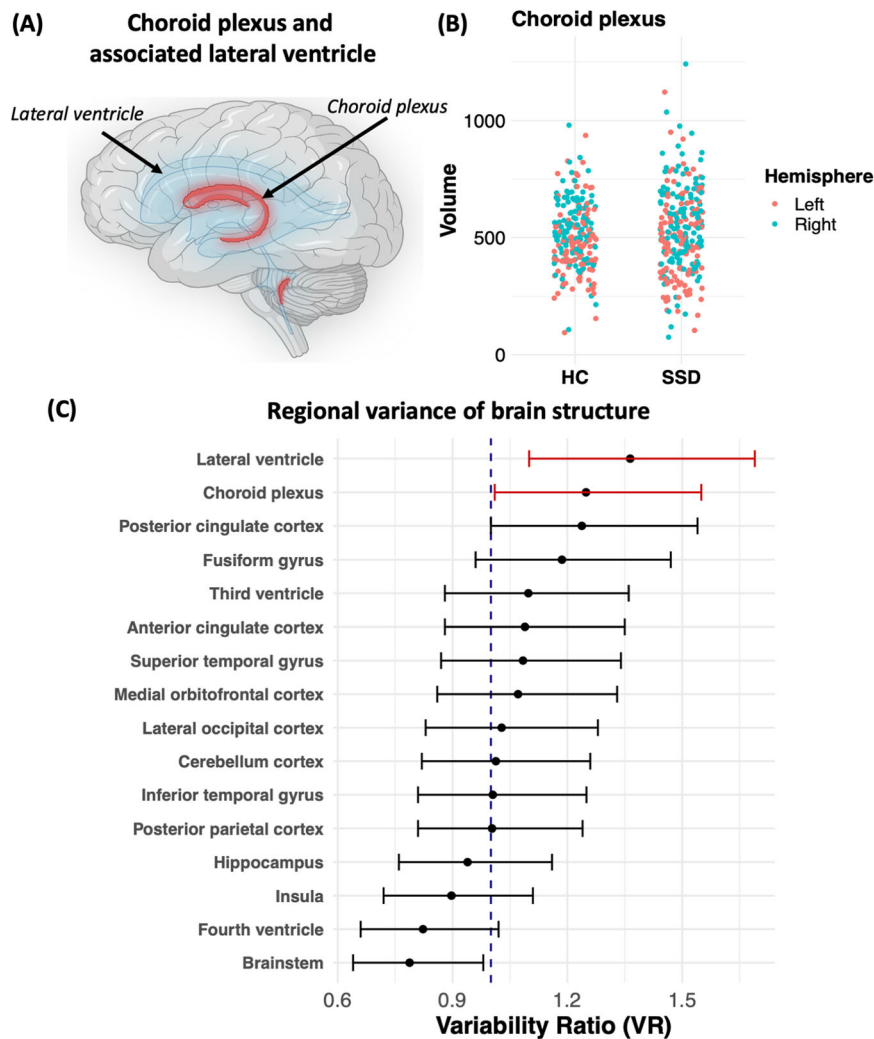 (A)
Choroid plexus and
associated lateral ventricle
Lateral ventricle
Choroid plexus
(B)
Choroid plexus
Volume
1000
500
0
HC
SSD
Hemisphere
Left
Right
(C)
Regional variance of brain structure
Lateral ventricle
Choroid plexus
Posterior cingulate cortex
Fusiform gyrus
Third ventricle
Anterior cingulate cortex
Superior temporal gyrus
Medial orbitofrontal cortex
Lateral occipital cortex
Cerebellum cortex
Inferior temporal gyrus
Posterior parietal cortex
Hippocampus
Insula
Fourth ventricle
Brainstem
0.6 0.9 1.2 1.5
Variability Ratio (VR)